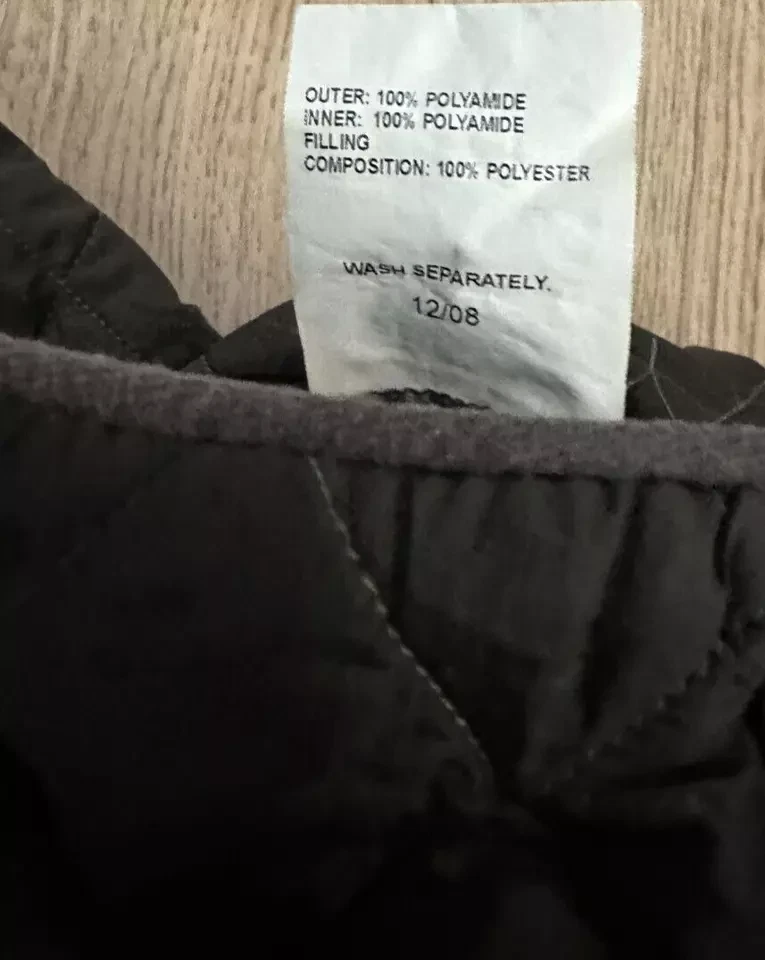 OUTER: 100% POLYAMIDE
INNER: 100% POLYAMIDE
FILLING
COMPOSITION: 100% POLYESTER
WASH SEPARATELY.
12/08